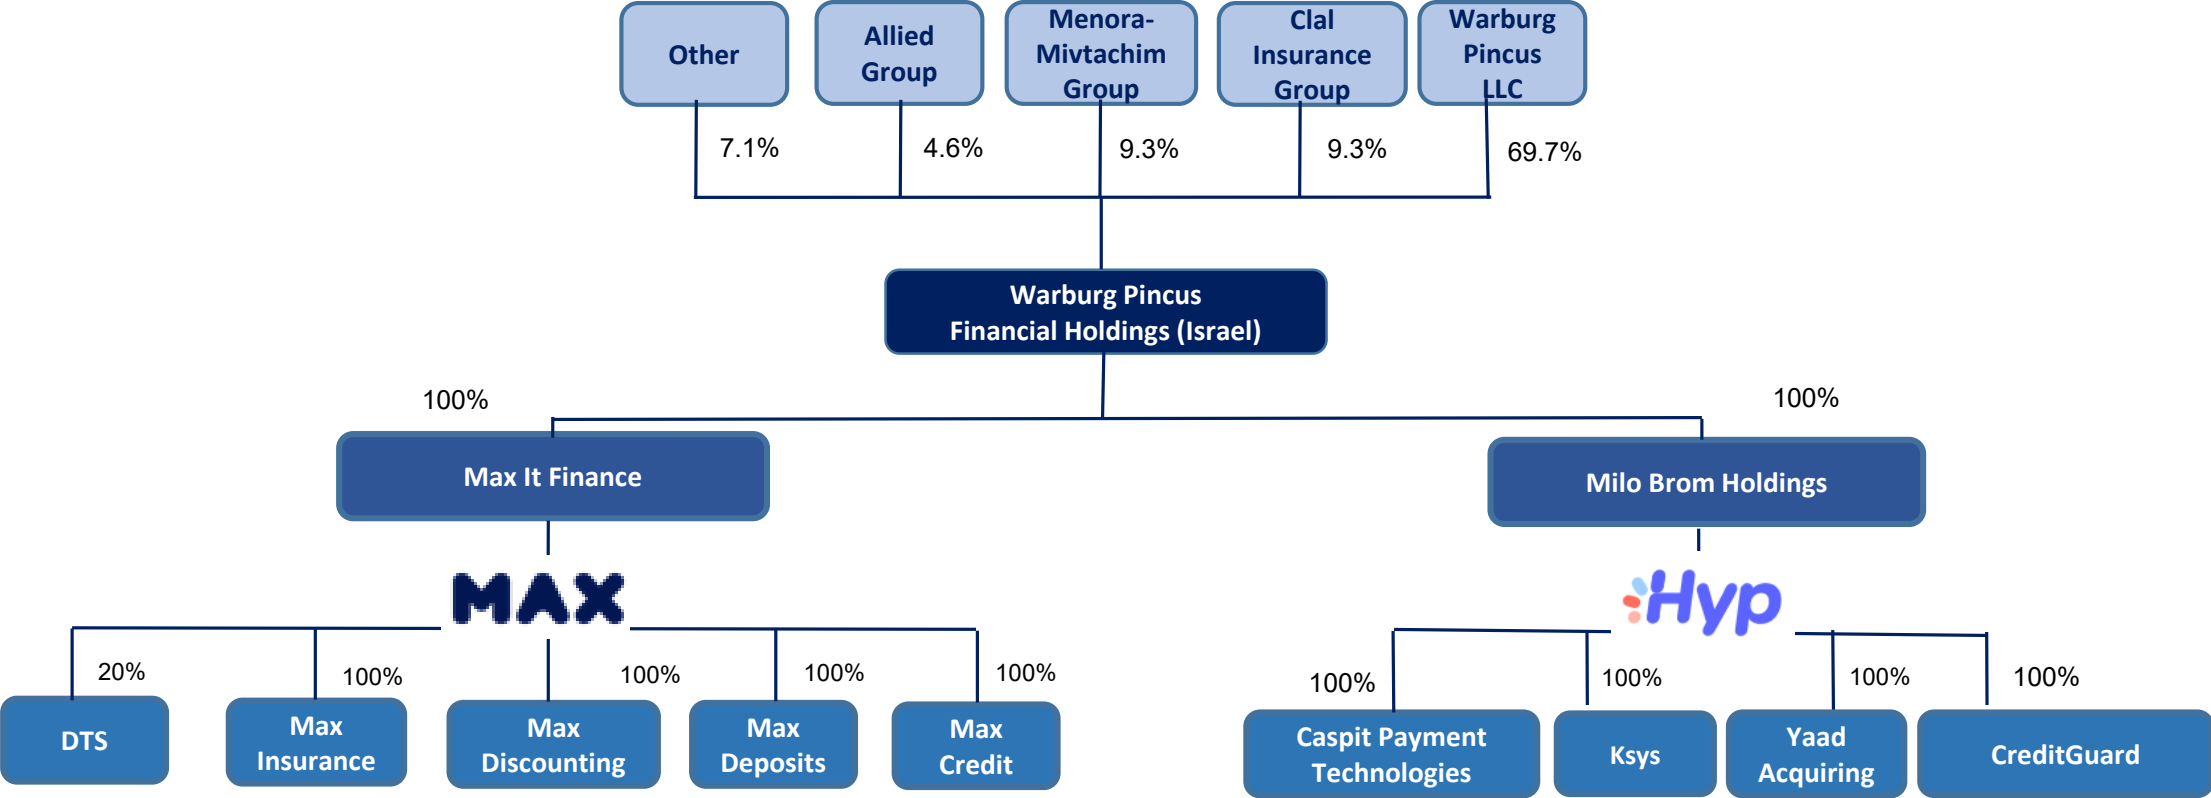 Other
Allied
Group
Menora-
Mivtachim
Group
Clal
Insurance
Group
Warburg
Pincus
LLC
7.1%
4.6%
9.3%
9.3%
69.7%
Warburg Pincus
Financial Holdings (Israel)
100%
100%
Max It Finance
Milo Brom Holdings
MAX
Hyp
20%
100%
100%
100%
100%
100%
100%
100%
100%
DTS
Max
Insurance
Max
Discounting
Max
Deposits
Max
Credit
Caspit Payment
Technologies
Ksys
Yaad
Acquiring
CreditGuard